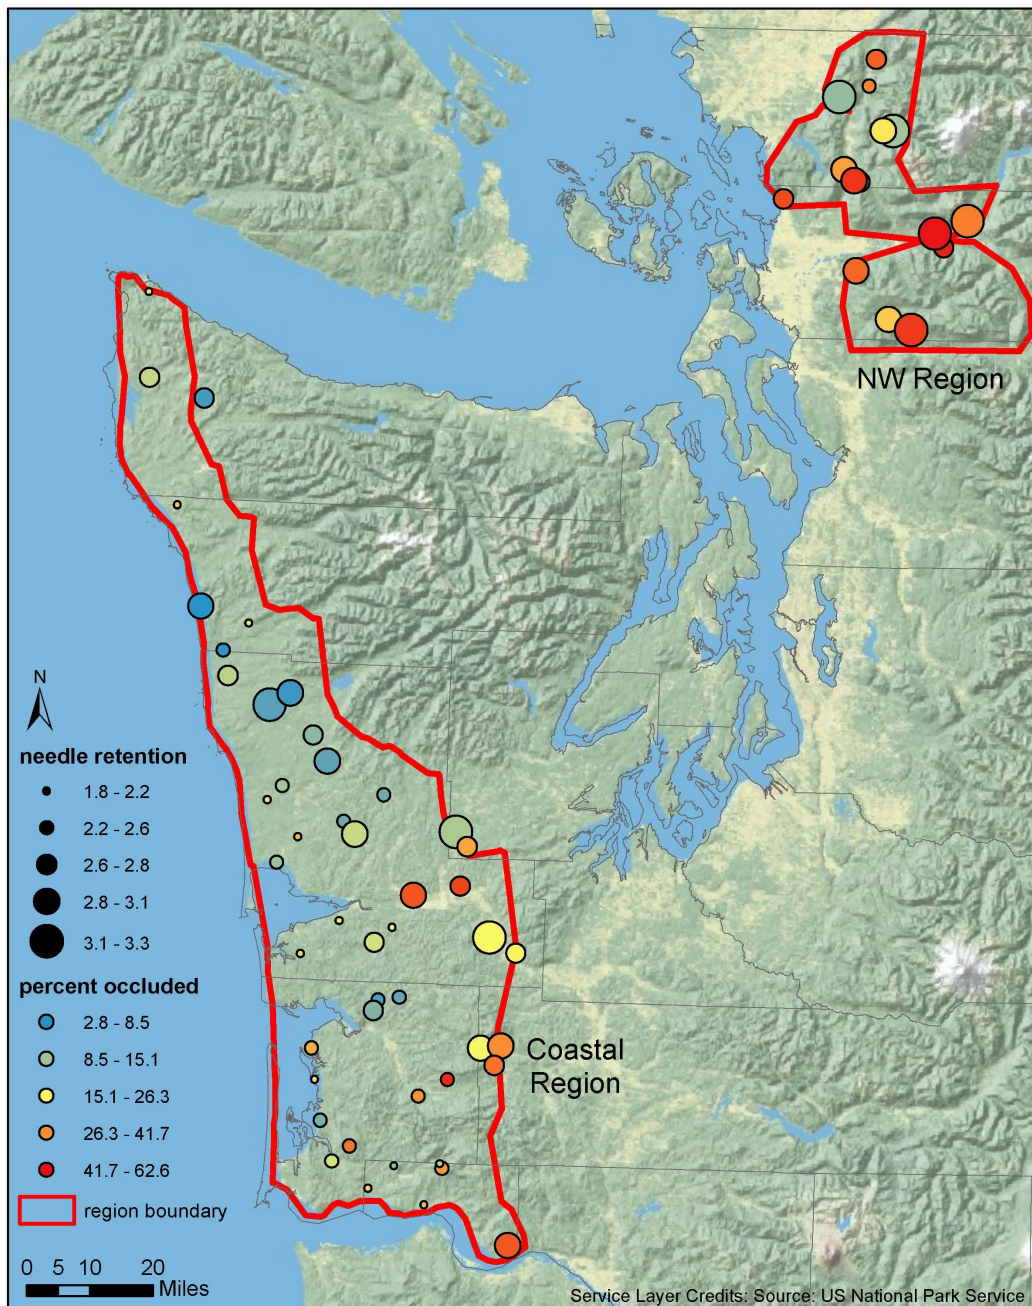 NW Region
N
needle retention
1.8 - 2.2
2.2 - 2.6
2.6 - 2.8
2.8 - 3.1
3.1 - 3.3
percent occluded
2.8 - 8.5
8.5 - 15.1
15.1 - 26.3
26.3 - 41.7
41.7 - 62.6
region boundary
Coastal
Region
0 5 10 20
Miles
Service Layer Credits: Source: US National Park Service